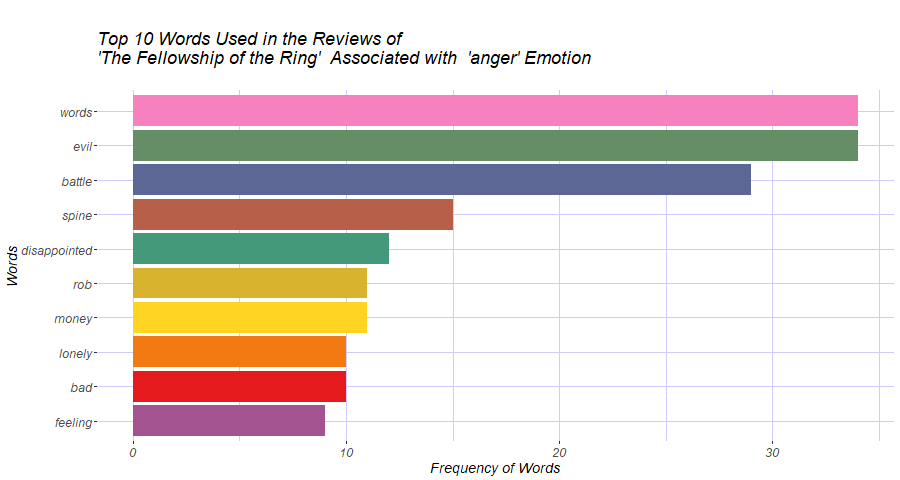 Top 10 Words Used in the Reviews of
'The Fellowship of the Ring'  Associated with  'anger' Emotion
words
evil
battle
spine
disappointed
rob
money
lonely
bad
feeling
Words
0 10 20 30
Frequency of Words